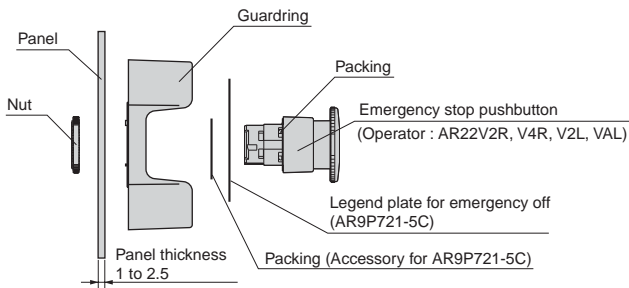 Guardring
Panel
Packing
Nut
Emergency stop pushbutton
(Operator : AR22V2R, V4R, V2L, VAL)
Legend plate for emergency off
(AR9P721-5C)
Panel thickness
1 to 2.5
Packing (Accessory for AR9P721-5C)